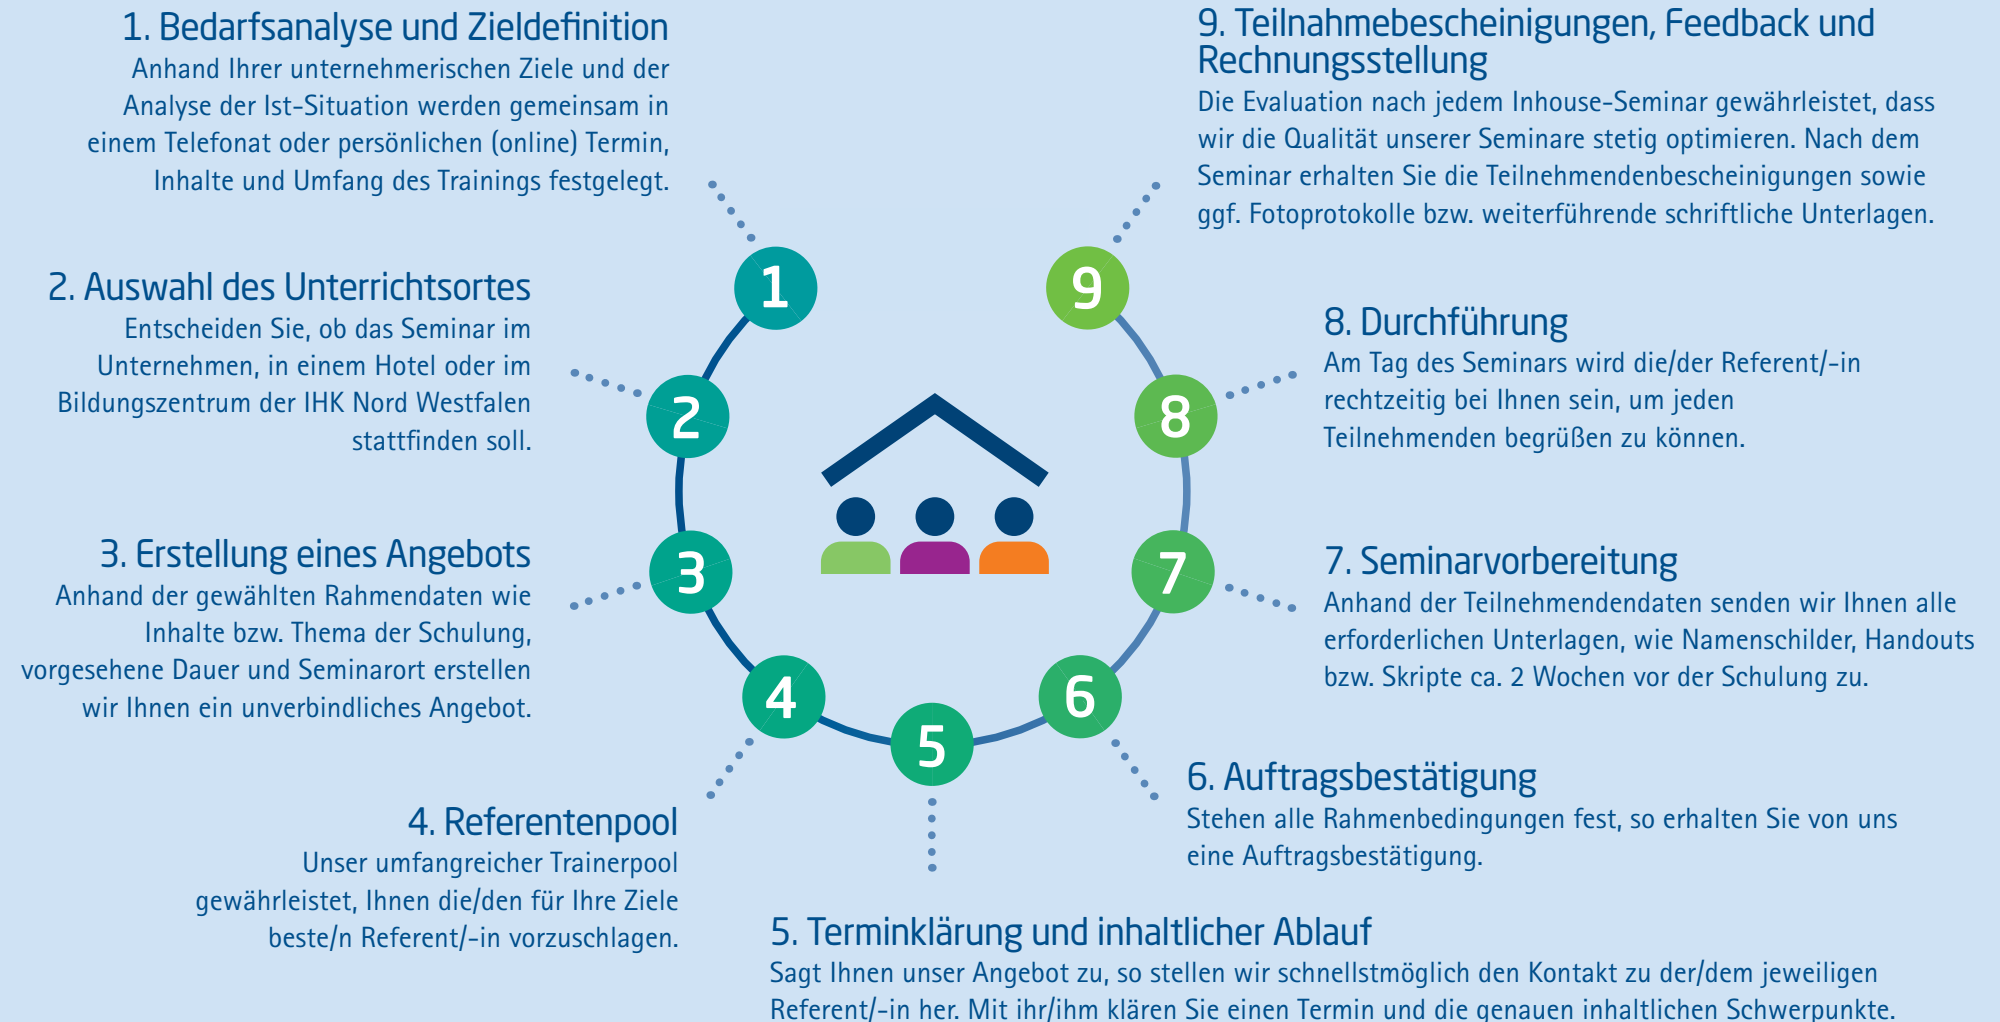 1. Bedarfsanalyse und Zieldefinition
Anhand Ihrer unternehmerischen Ziele und der
Analyse der Ist-Situation werden gemeinsam in
einem Telefonat oder persönlichen (online) Termin,
Inhalte und Umfang des Trainings festgelegt.
2. Auswahl des Unterrichtsortes
Entscheiden Sie, ob das Seminar im
Unternehmen, in einem Hotel oder im
Bildungszentrum der IHK Nord Westfalen
stattfinden soll.
3. Erstellung eines Angebots
Anhand der gewählten Rahmendaten wie
Inhalte bzw. Thema der Schulung,
vorgesehene Dauer und Seminarort erstellen
wir Ihnen ein unverbindliches Angebot.
4. Referentenpool
Unser umfangreicher Trainerpool
gewährleistet, Ihnen die/den für Ihre Ziele
beste/n Referent/-in vorzuschlagen.
5. Terminklärung und inhaltlicher Ablauf
Sagt Ihnen unser Angebot zu, so stellen wir schnellstmöglich den Kontakt zu der/dem jeweiligen
Referent/-in her. Mit ihr/ihm klären Sie einen Termin und die genauen inhaltlichen Schwerpunkte.
6. Auftragsbestätigung
Stehen alle Rahmenbedingungen fest, so erhalten Sie von uns
eine Auftragsbestätigung.
7. Seminarvorbereitung
Anhand der Teilnehmendendaten senden wir Ihnen alle
erforderlichen Unterlagen, wie Namenschilder, Handouts
bzw. Skripte ca. 2 Wochen vor der Schulung zu.
8. Durchführung
Am Tag des Seminars wird die/der Referent/-in
rechtzeitig bei Ihnen sein, um jeden
Teilnehmenden begrüßen zu können.
9. Teilnahmebescheinigungen, Feedback und
Rechnungsstellung
Die Evaluation nach jedem Inhouse-Seminar gewährleistet, dass
wir die Qualität unserer Seminare stetig optimieren. Nach dem
Seminar erhalten Sie die Teilnehmendenbescheinigungen sowie
ggf. Fotoprotokolle bzw. weiterführende schriftliche Unterlagen.
1
2
3
4
5
6
7
8
9